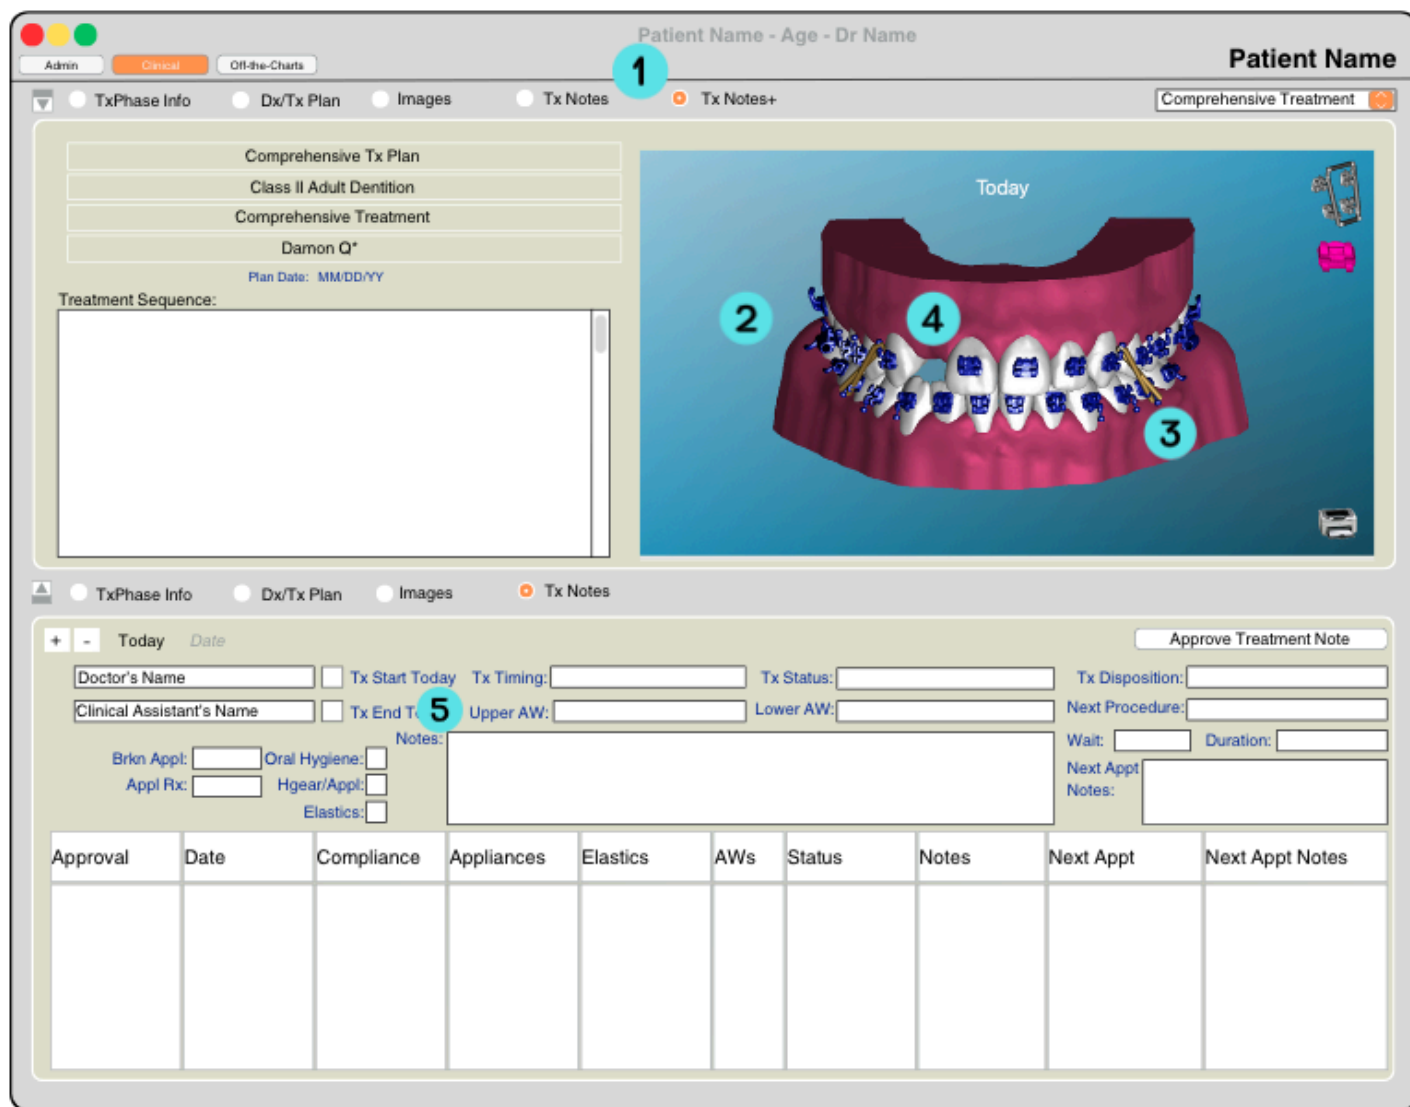 Patient Name - Age - Dr Name
Admin Clinical Off-the-Charts
Patient Name
1
TxPhase Info Dx/Tx Plan Images Tx Notes Tx Notes+ Comprehensive Treatment
Comprehensive Tx Plan
Class II Adult Dentition
Comprehensive Treatment
Damon Q*
Plan Date: MM/DD/YY
Treatment Sequence:
Today
2
4
3
TxPhase Info Dx/Tx Plan Images Tx Notes
+ - Today Date Approve Treatment Note
Doctor's Name Tx Start Today Tx Timing: Tx Status: Tx Disposition:
Clinical Assistant's Name Tx End T 5 Upper AW: Lower AW: Next Procedure:
Notes: Wait: Duration:
Brkn Appl: Oral Hygiene:
Next Appt
Notes:
Appl Rx: Hgear/Appl:
Elastics:
Approval Date Compliance Appliances Elastics AWs Status Notes Next Appt Next Appt Notes